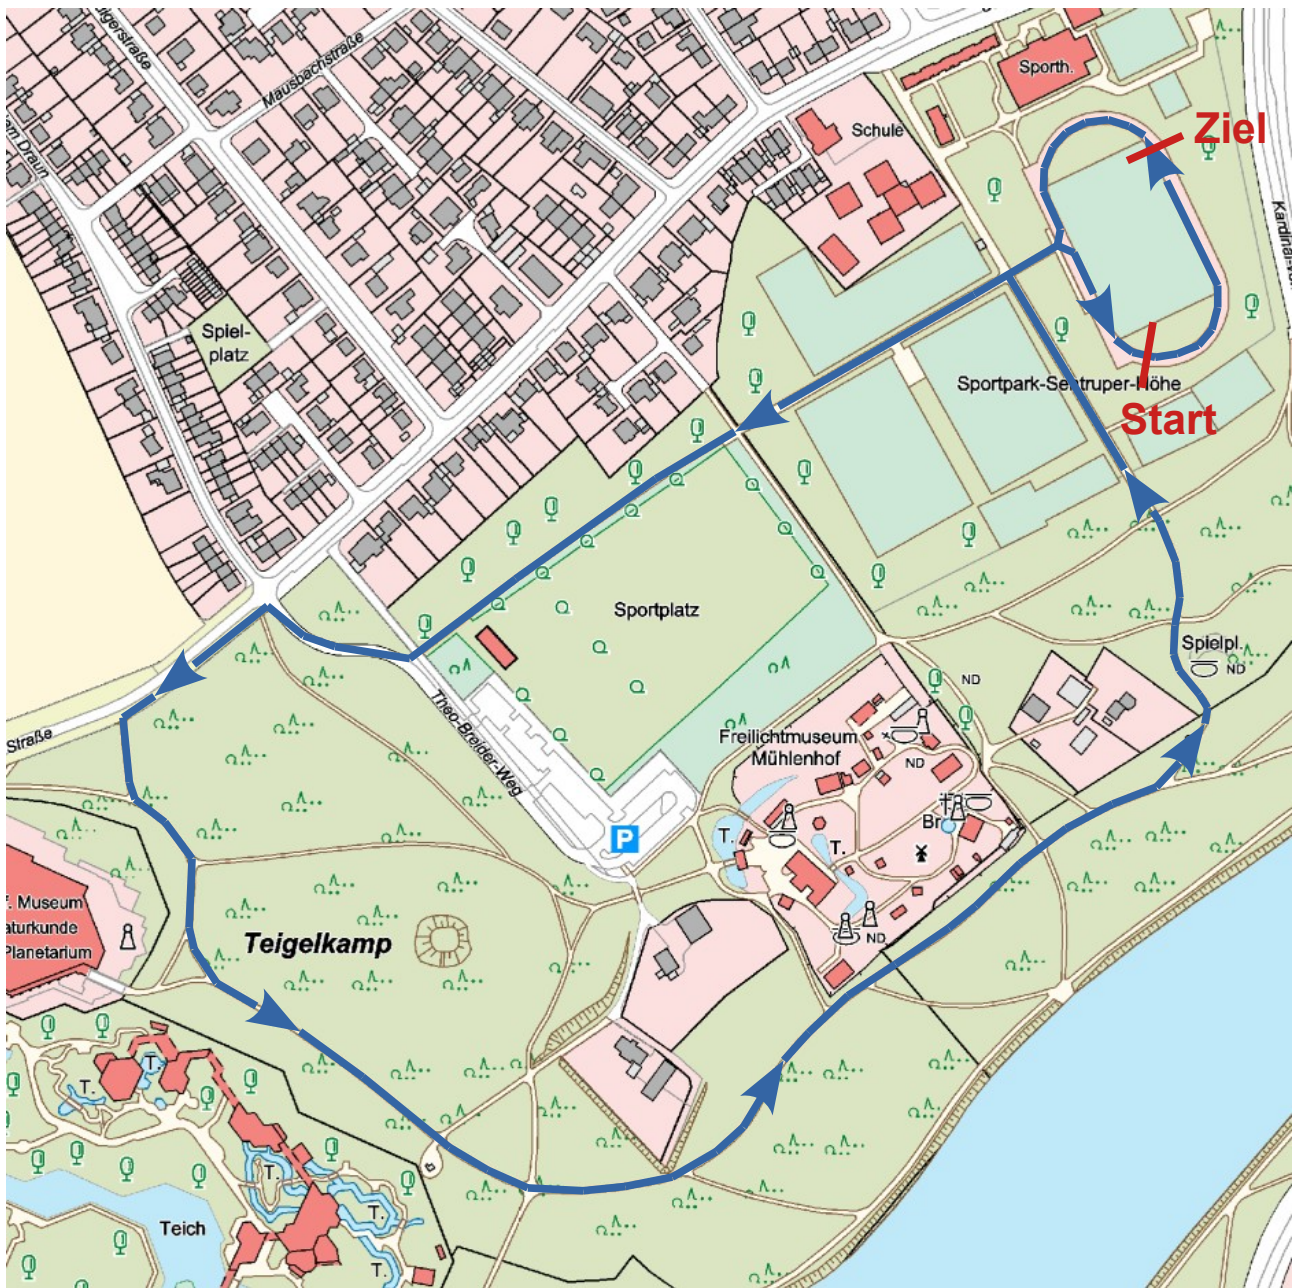 Mausbachstraße
Sporth.
Ziel
Schule
Spiel-
platz
Sportpark-Sentruper-Höhe
Start
Sportplatz
Spielpl.
ND
ND
Straße
Theo-Breider-Weg
Freilichtmuseum
Mühlenhof
ND
Br.
P
T.
T.
Museum
Planetarium
Teigelkamp
ND
T.
T.
T.
Teich
T.
T.